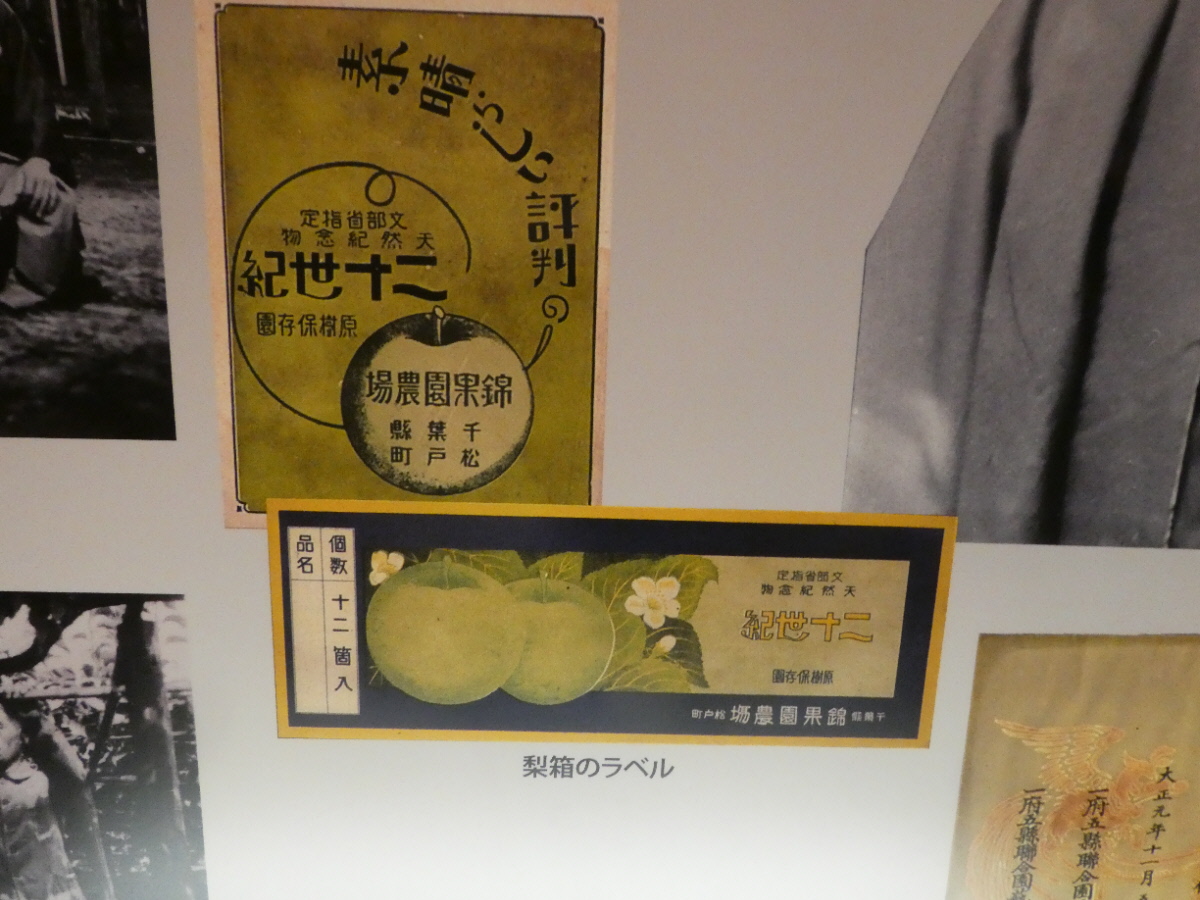 素晴らしい評判の
文部省指定
天然紀念物
二十世紀
原樹保存園
錦果園農場
千葉縣
松戸町
個数 十二箇入
品名
文部省指定
天然紀念物
二十世紀
原樹保存園
千葉縣 錦果園農場 松戸町
梨箱のラベル
大正元年十一月
一府五縣聯合園
一府五縣聯合園